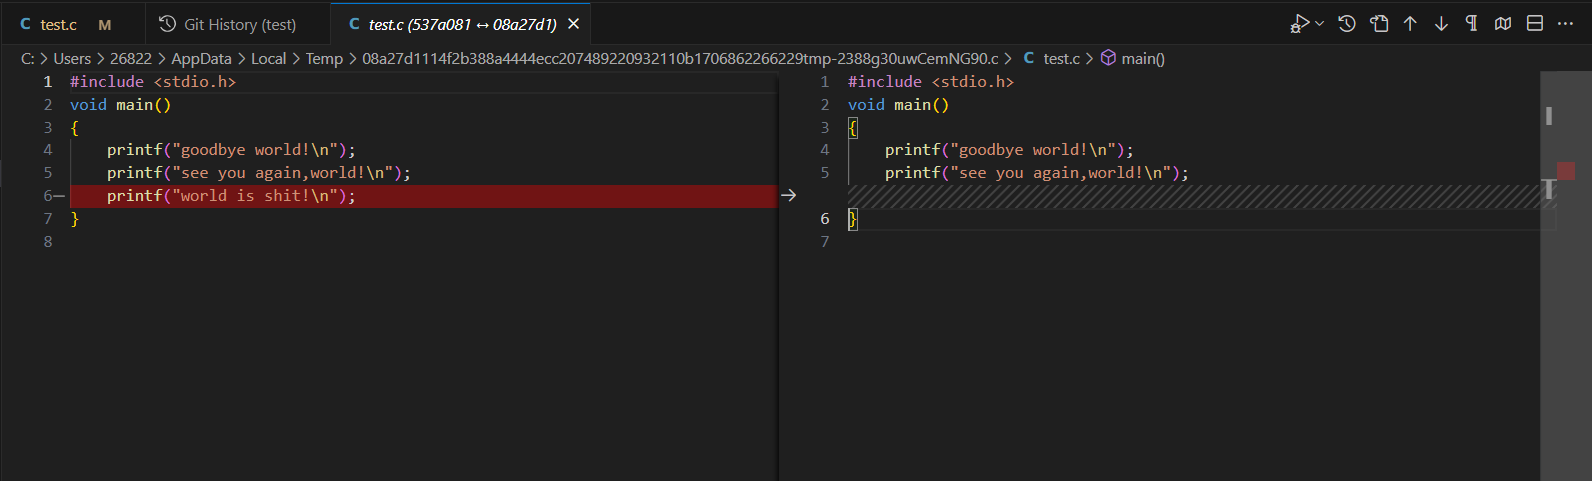 C test.c M Git History (test) C test.c (537a081 ↔ 08a27d1) ×
C: > Users > 26822 > AppData > Local > Temp > 08a27d1114f2b388a4444ecc207489220932110b1706862266229tmp-2388g30uwCemNG90.c > C test.c > main()
1 #include <stdio.h>
2 void main()
3 {
4 printf("goodbye world!\n");
5 printf("see you again,world!\n");
6— printf("world is shit!\n");
7 }
8
1 #include <stdio.h>
2 void main()
3 {
4 printf("goodbye world!\n");
5 printf("see you again,world!\n");
6 }
7